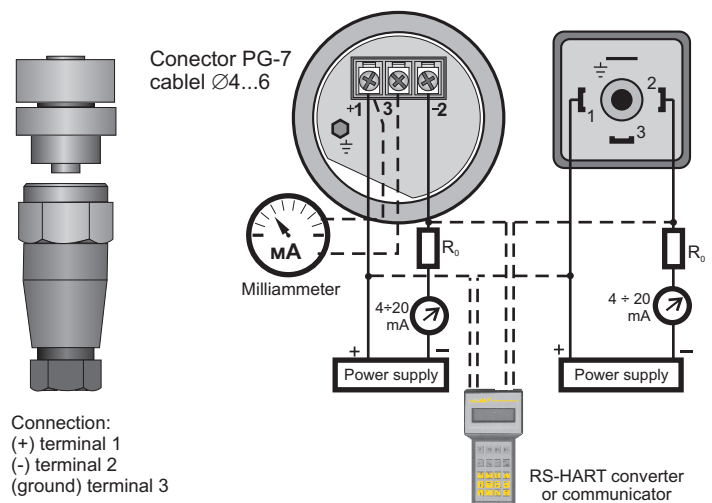 Conector PG-7
cablel ∅4...6
+1 3 -2
1 2 3
mA
Milliammeter
R₀
4÷20
mA
+ −
Power supply
R₀
4 ÷ 20
mA
+ −
Power supply
RS-HART converter
or communicator
Connection:
(+) terminal 1
(-) terminal 2
(ground) terminal 3